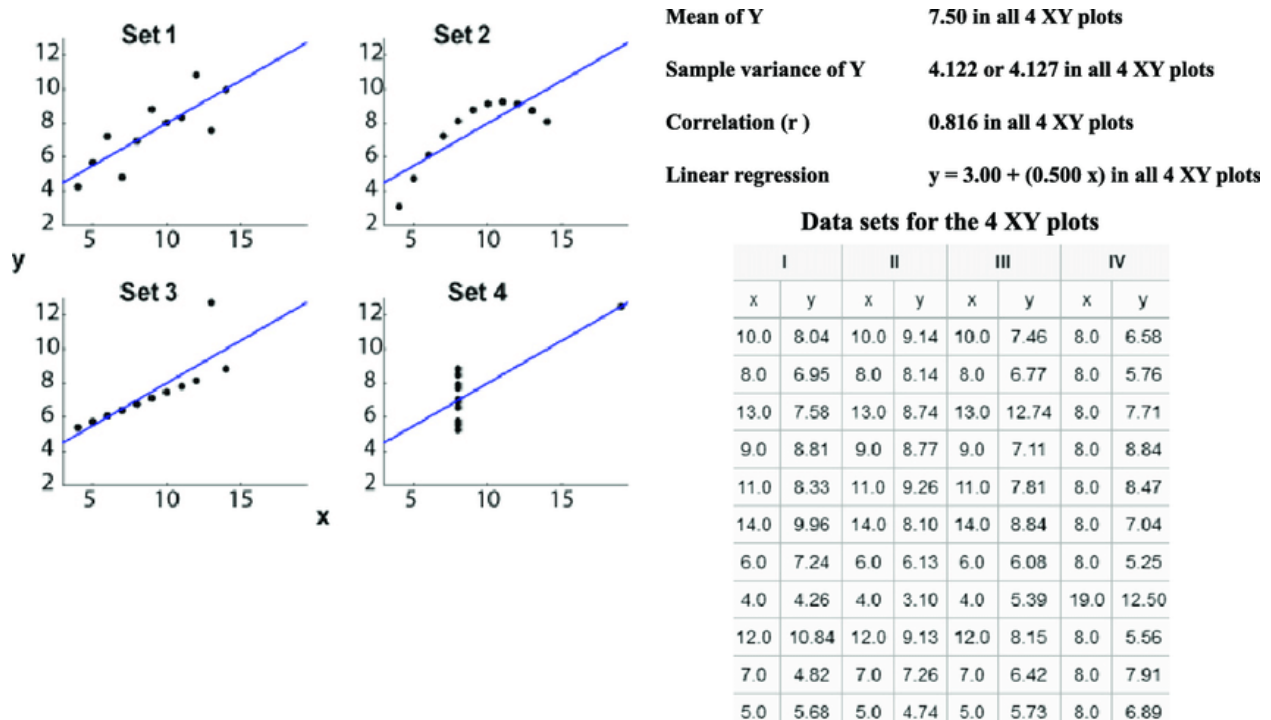 Set 1
12
10
8
6
4
2
5 10 15
Set 2
12
10
8
6
4
2
5 10 15
y
Set 3
12
10
8
6
4
2
5 10 15
Set 4
12
10
8
6
4
2
5 10 15
x
Mean of Y 7.50 in all 4 XY plots
Sample variance of Y 4.122 or 4.127 in all 4 XY plots
Correlation (r ) 0.816 in all 4 XY plots
Linear regression y = 3.00 + (0.500 x) in all 4 XY plots
Data sets for the 4 XY plots
I II III IV
x y x y x y x y
10.0 8.04 10.0 9.14 10.0 7.46 8.0 6.58
8.0 6.95 8.0 8.14 8.0 6.77 8.0 5.76
13.0 7.58 13.0 8.74 13.0 12.74 8.0 7.71
9.0 8.81 9.0 8.77 9.0 7.11 8.0 8.84
11.0 8.33 11.0 9.26 11.0 7.81 8.0 8.47
14.0 9.96 14.0 8.10 14.0 8.84 8.0 7.04
6.0 7.24 6.0 6.13 6.0 6.08 8.0 5.25
4.0 4.26 4.0 3.10 4.0 5.39 19.0 12.50
12.0 10.84 12.0 9.13 12.0 8.15 8.0 5.56
7.0 4.82 7.0 7.26 7.0 6.42 8.0 7.91
5.0 5.68 5.0 4.74 5.0 5.73 8.0 6.89